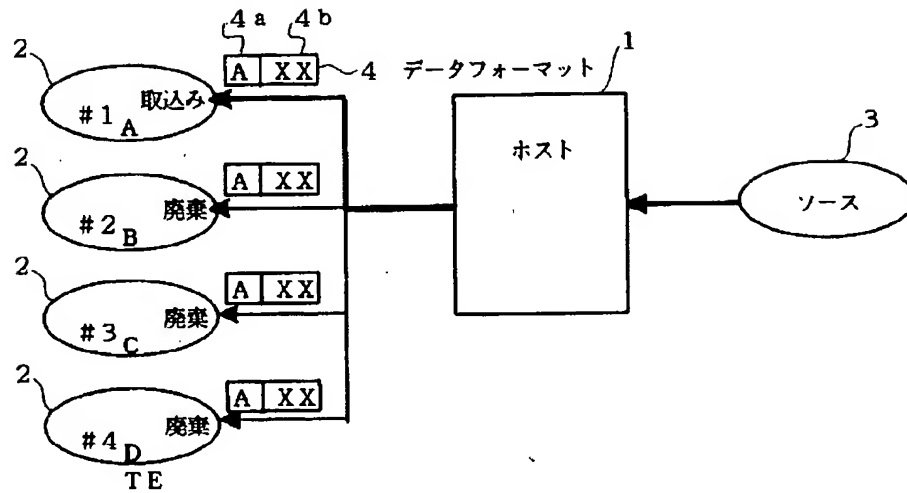 4a 4b
2 A XX 4 データフォーマット 1
#1 A 取込み
ホスト 3
2 A XX
#2 B 廃棄 ソース
2 A XX
#3 C 廃棄
2 A XX
#4 D 廃棄
TE